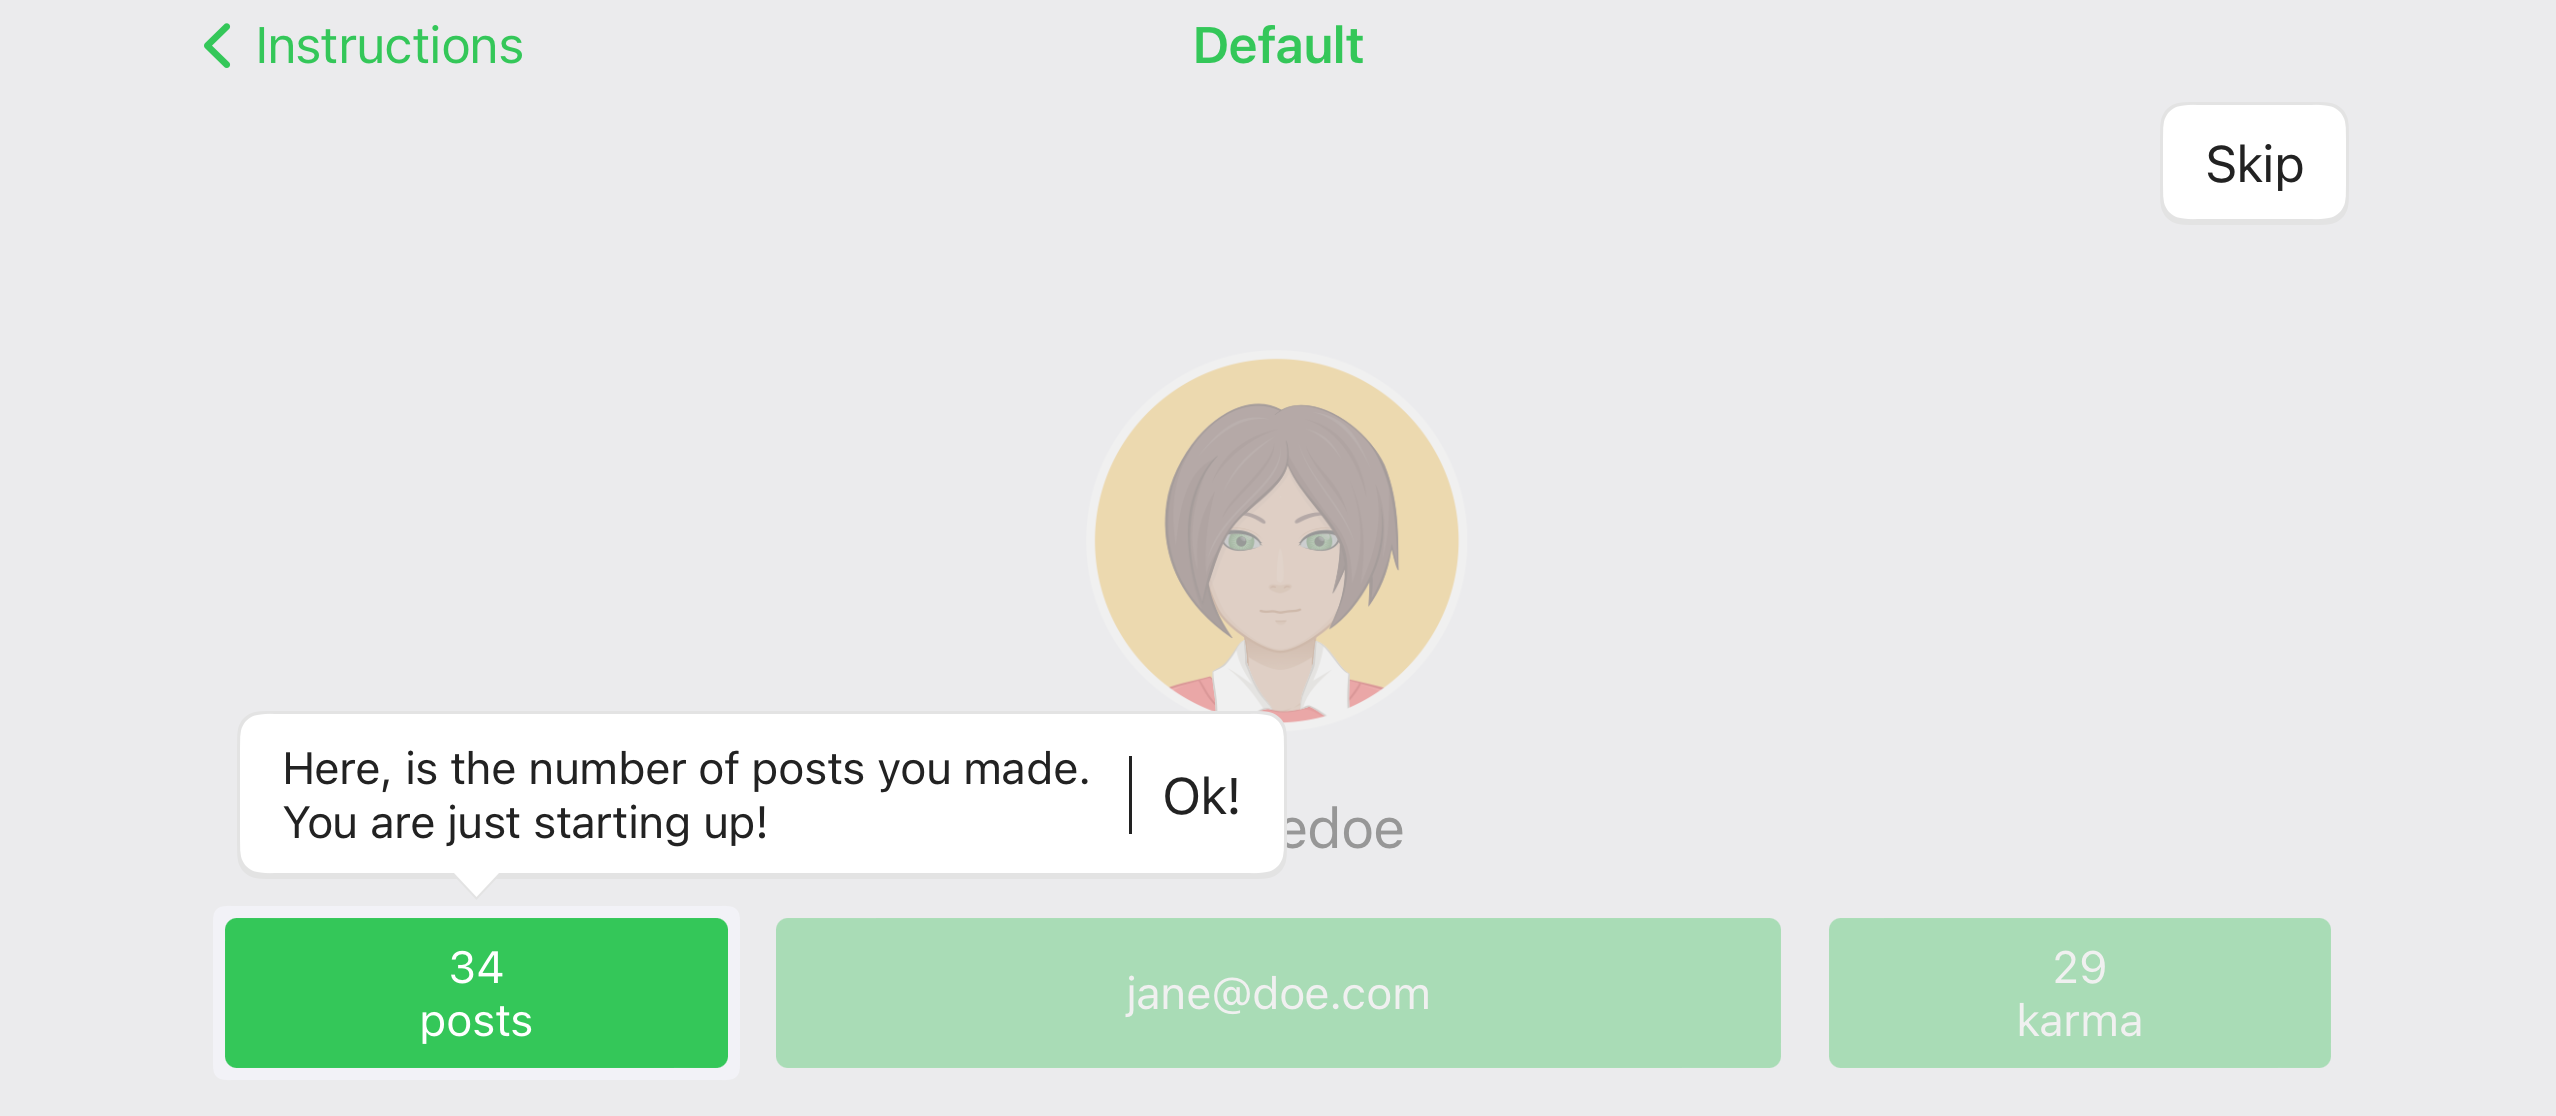 Instructions
Default
Skip
Here, is the number of posts you made.
You are just starting up!
Ok!
edoe
34
posts
jane@doe.com
29
karma